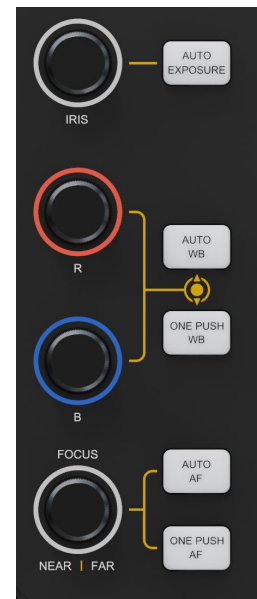 AUTO
EXPOSURE
IRIS
R
AUTO
WB
ONE PUSH
WB
B
FOCUS
AUTO
AF
NEAR | FAR
ONE PUSH
AF